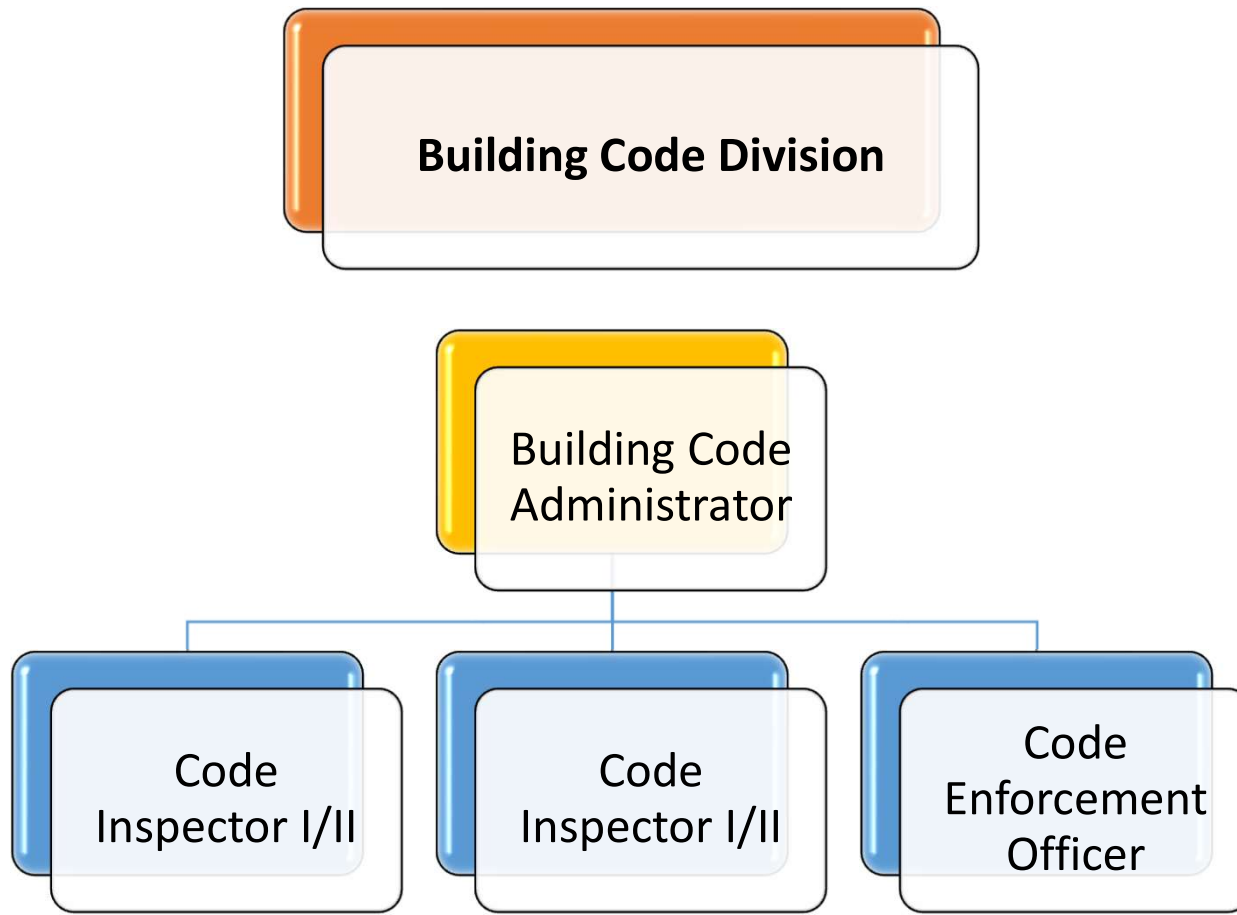 Building Code Division
Building Code
Administrator
Code
Inspector I/II
Code
Inspector I/II
Code
Enforcement
Officer